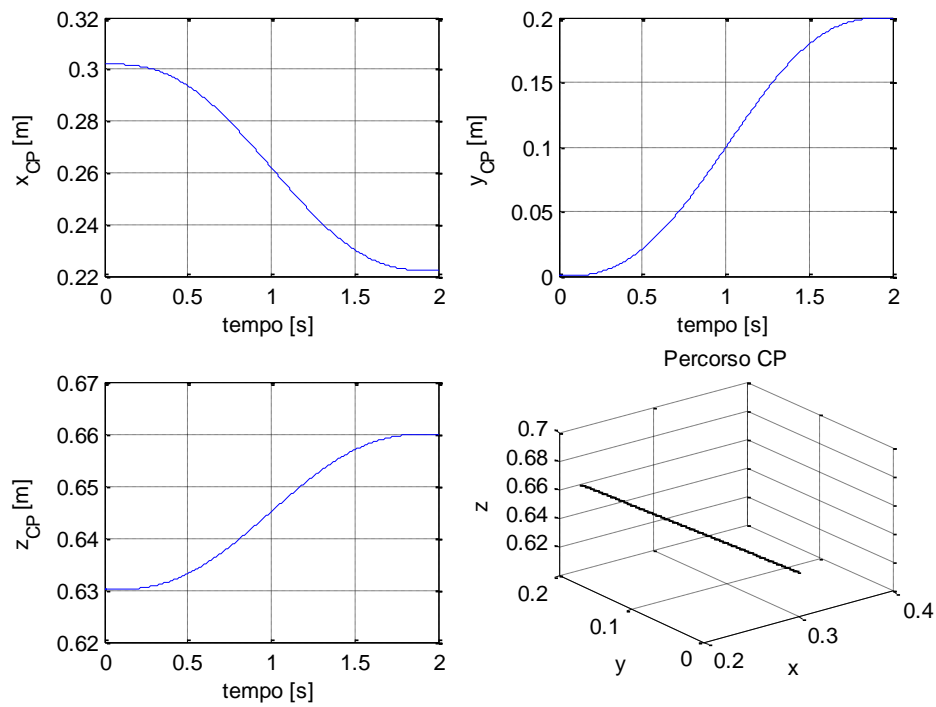 0.32
0.3
0.28
0.26
0.24
0.22
x_CP [m]
0 0.5 1 1.5 2
tempo [s]
0.2
0.15
0.1
0.05
0
y_CP [m]
0 0.5 1 1.5 2
tempo [s]
0.67
0.66
0.65
0.64
0.63
0.62
z_CP [m]
0 0.5 1 1.5 2
tempo [s]
Percorso CP
0.7
0.68
0.66
0.64
0.62
z
0.2
0.1
0
y
0.2
0.3
0.4
x